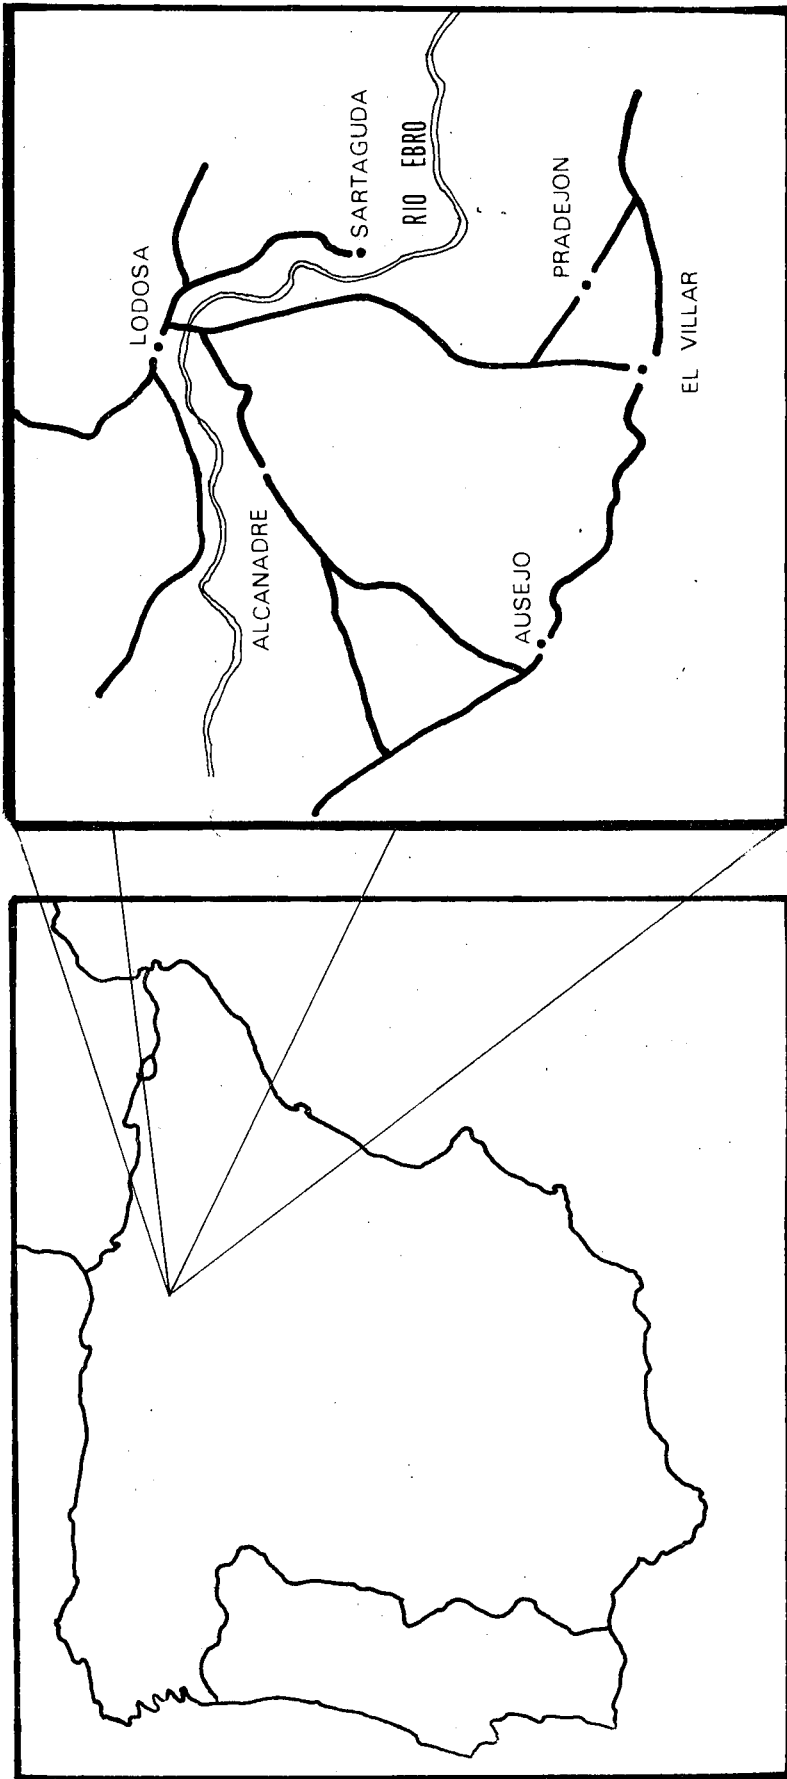 LODOSA
SARTAGUDA
RIO EBRO
ALCANADRE
PRADEJON
AUSEJO
EL VILLAR